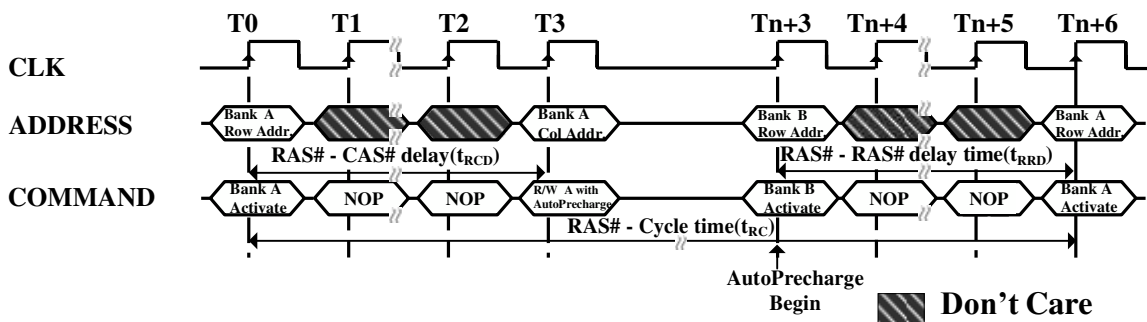 T0 T1 T2 T3 Tn+3 Tn+4 Tn+5 Tn+6
CLK
ADDRESS
Bank A
Row Addr.
Bank A
Col Addr.
Bank B
Row Addr.
Bank A
Row Addr.
RAS# - CAS# delay(tRCD)
RAS# - RAS# delay time(tRRD)
COMMAND
Bank A
Activate
NOP
NOP
R/W A with
AutoPrecharge
Bank B
Activate
NOP
NOP
Bank A
Activate
RAS# - Cycle time(tRC)
AutoPrecharge
Begin
Don't Care